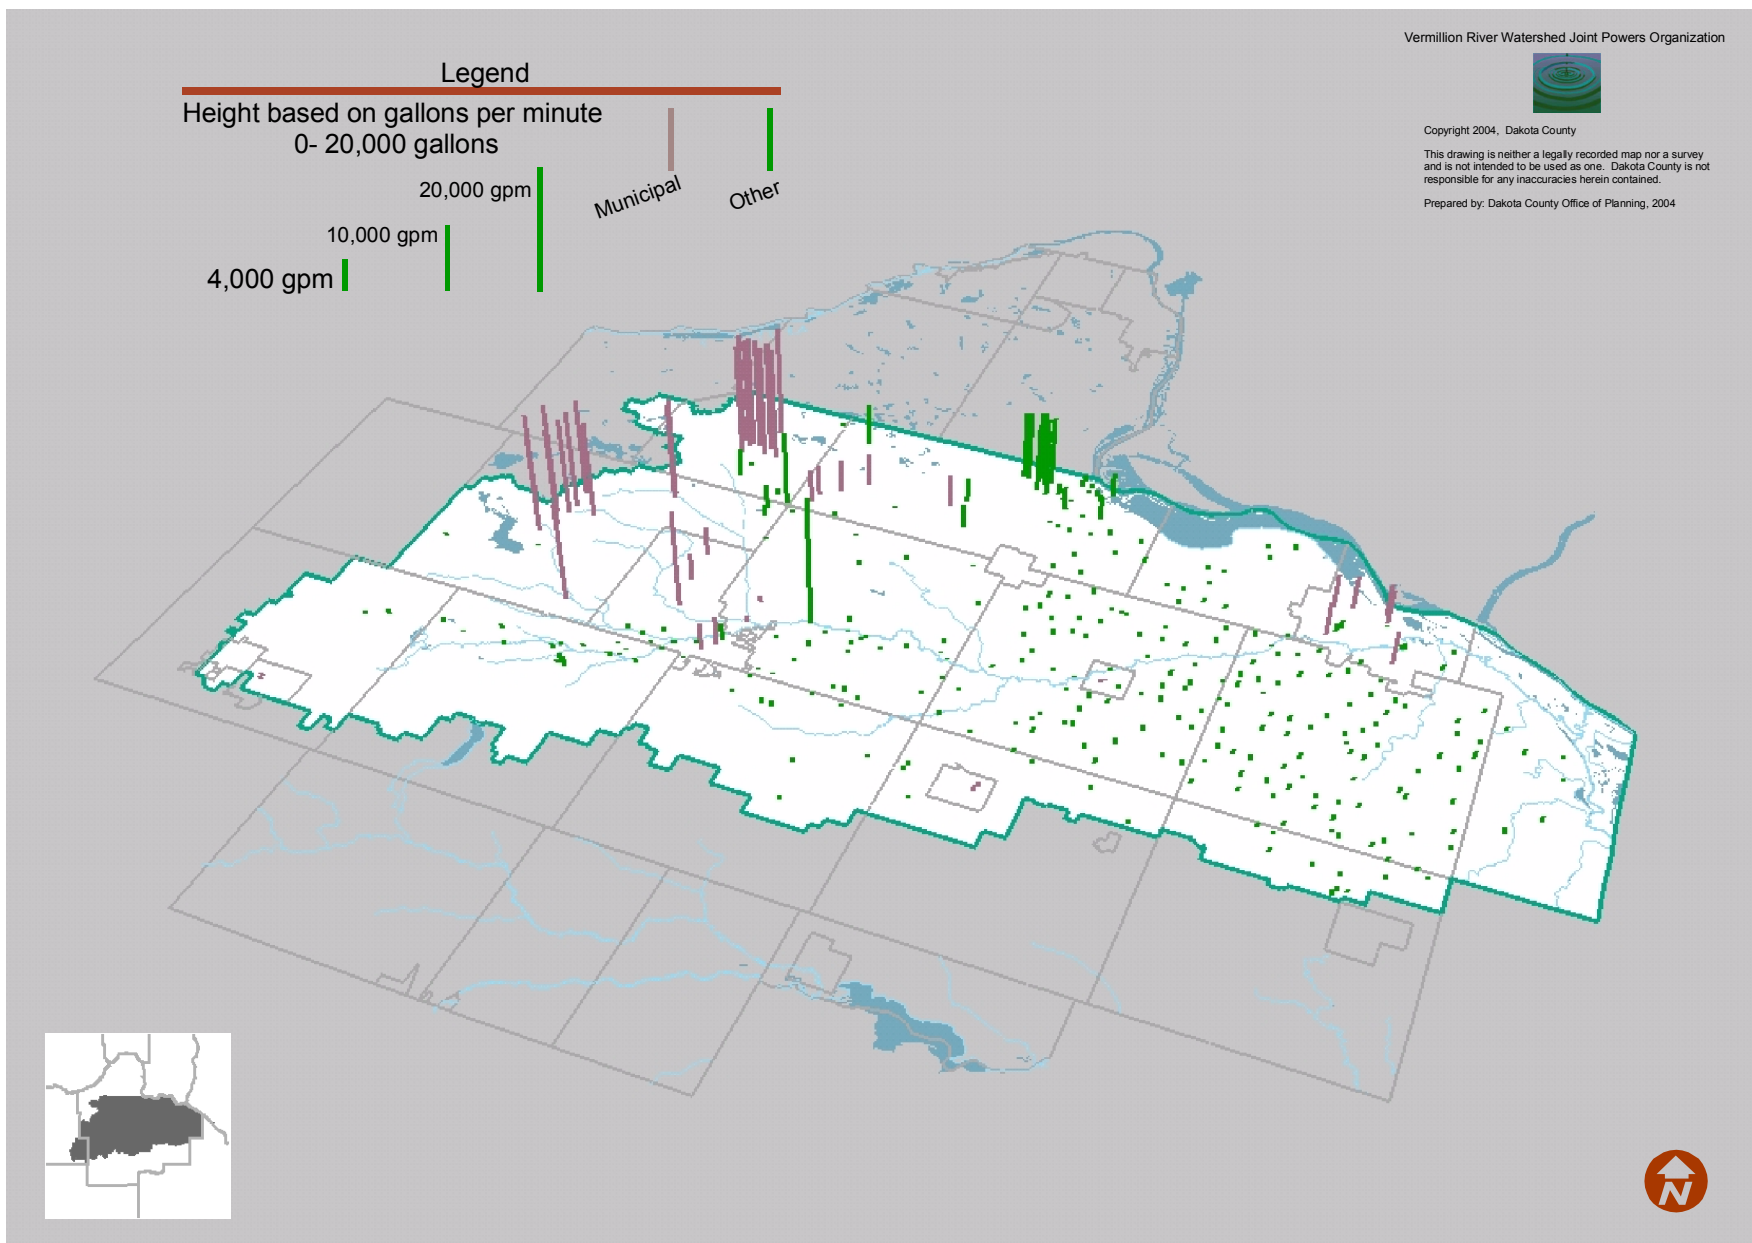 Vermillion River Watershed Joint Powers Organization
Legend
Height based on gallons per minute
0- 20,000 gallons
20,000 gpm
10,000 gpm
4,000 gpm
Municipal
Other
Copyright 2004, Dakota County
This drawing is neither a legally recorded map nor a survey
and is not intended to be used as one. Dakota County is not
responsible for any inaccuracies herein contained.
Prepared by: Dakota County Office of Planning, 2004
N